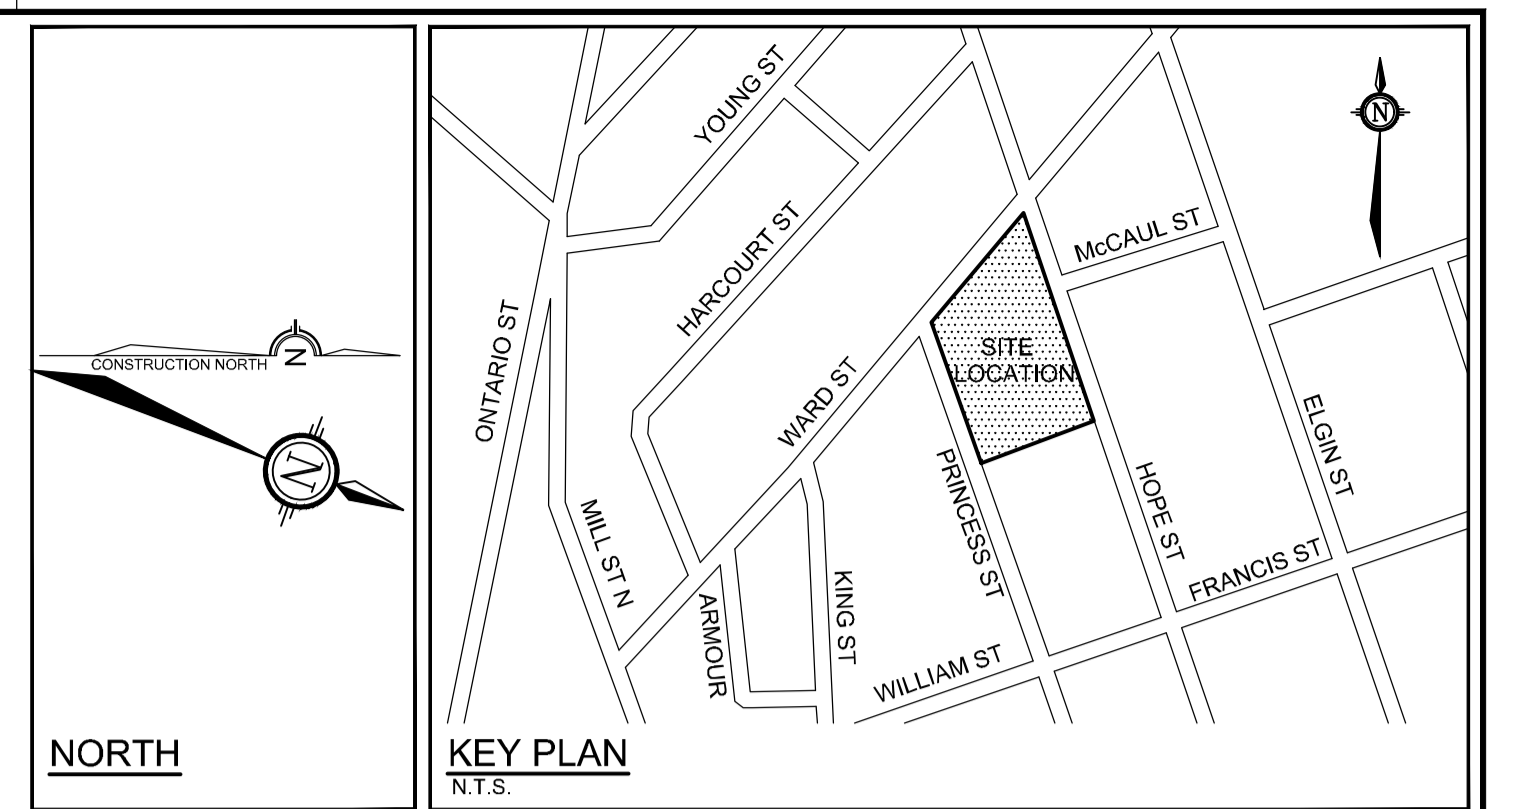 N
CONSTRUCTION NORTH
N
NORTH
YOUNG ST
N
HARCOURT ST
McCAUL ST
ONTARIO ST
SITE
LOCATION
WARD ST
ELGIN ST
PRINCESS ST
HOPE ST
MILL ST N
FRANCIS ST
KING ST
ARMOUR
WILLIAM ST
KEY PLAN
N.T.S.